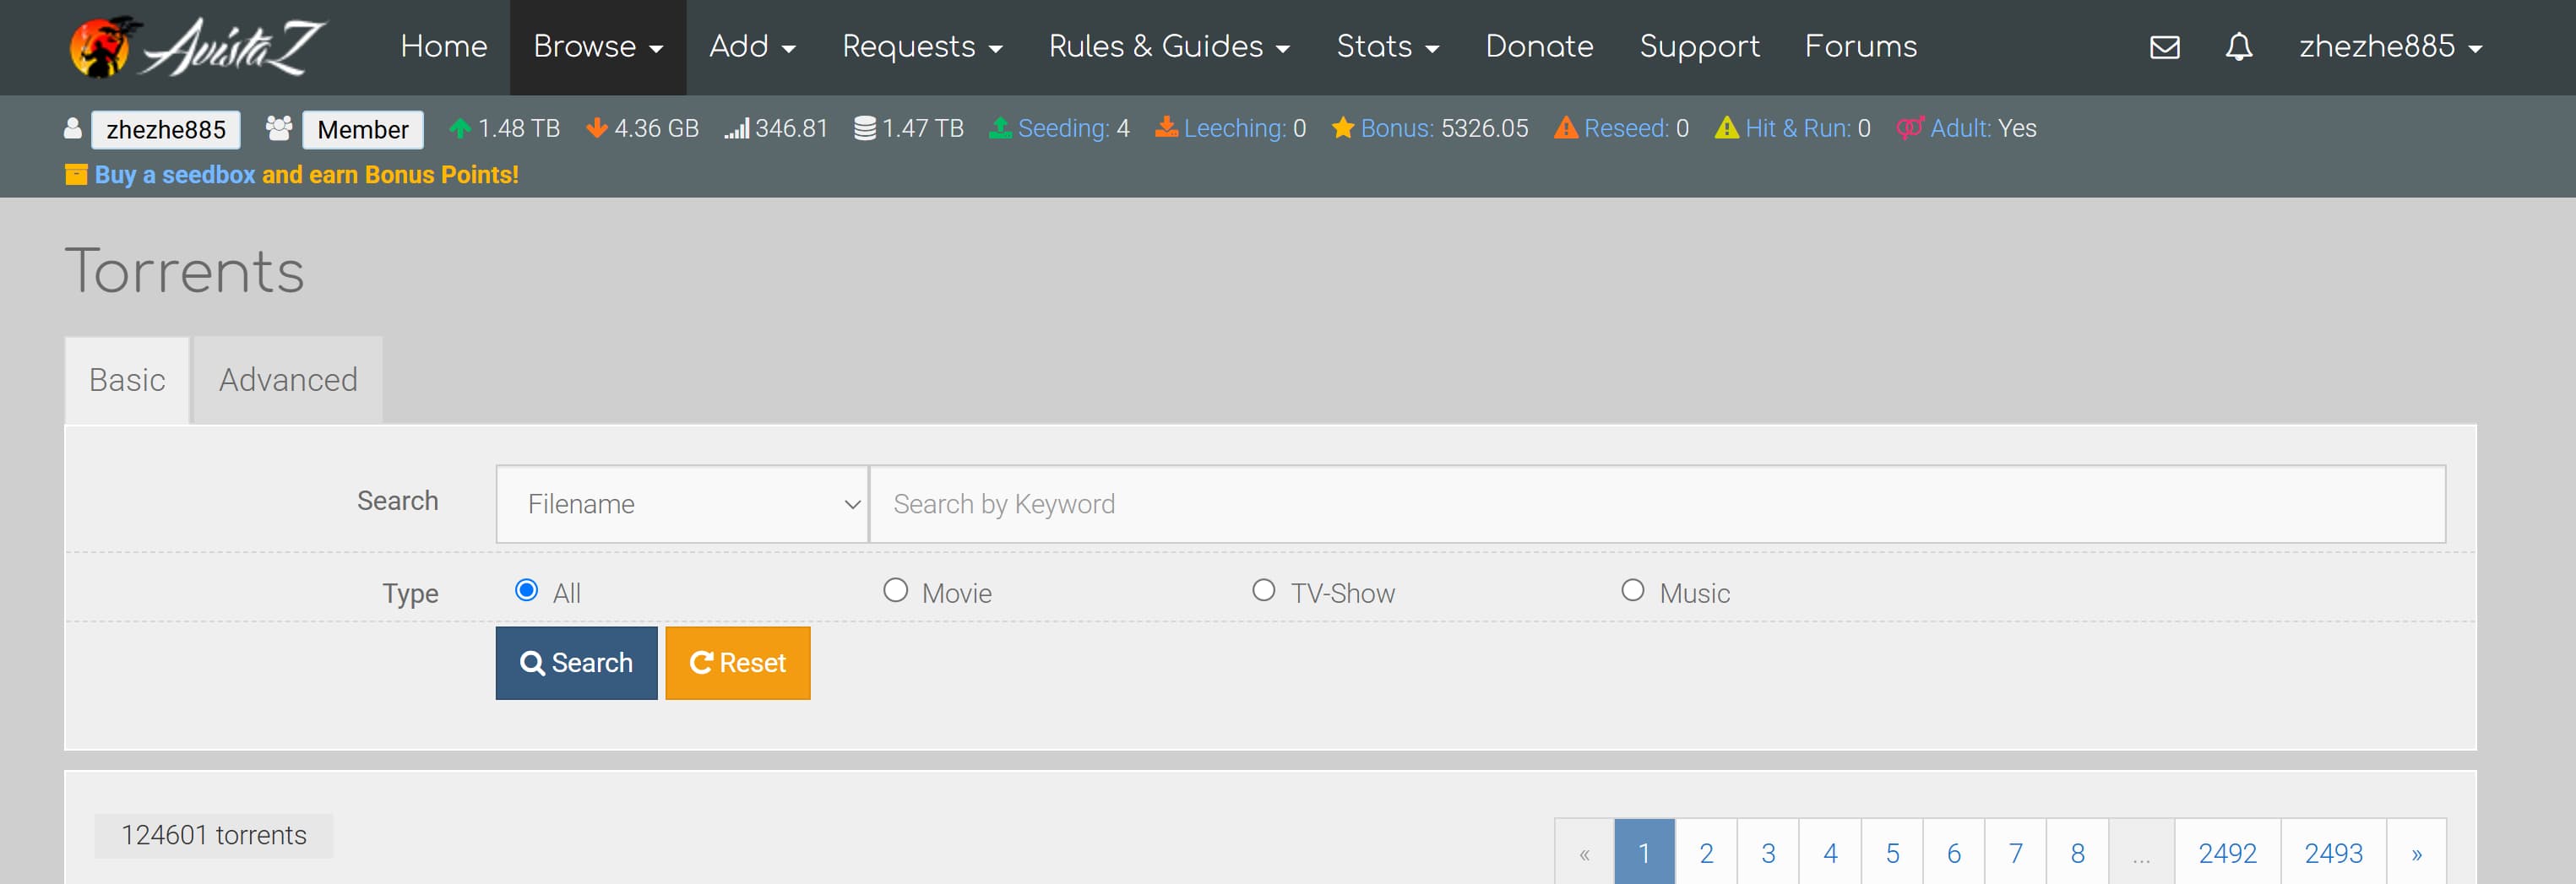 AvistaZ Home Browse Add Requests Rules & Guides Stats Donate Support Forums zhezhe885
zhezhe885 Member 1.48 TB 4.36 GB 346.81 1.47 TB Seeding: 4 Leeching: 0 Bonus: 5326.05 Reseed: 0 Hit & Run: 0 Adult: Yes
Buy a seedbox and earn Bonus Points!
Torrents
Basic Advanced
Search Filename Search by Keyword
Type All Movie TV-Show Music
Search Reset
124601 torrents « 1 2 3 4 5 6 7 8 ... 2492 2493 »